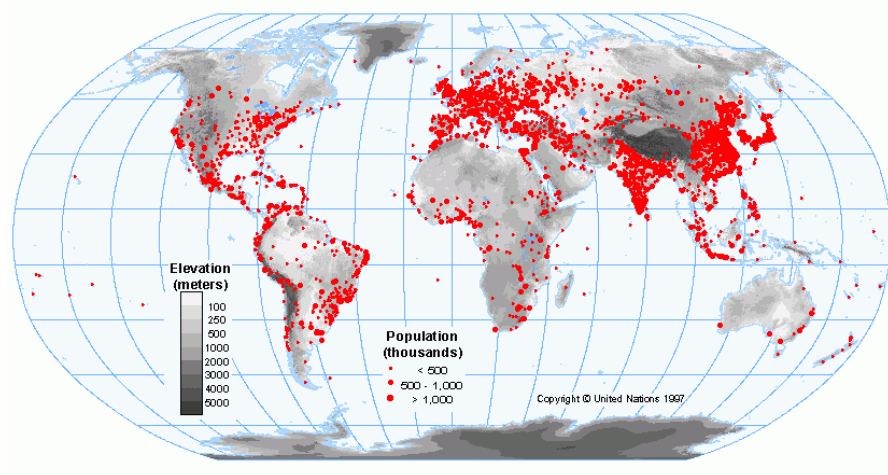 Elevation
(meters)
100
250
500
1000
2000
3000
4000
5000
Population
(thousands)
< 500
500 - 1,000
> 1,000
Copyright © United Nations 1997